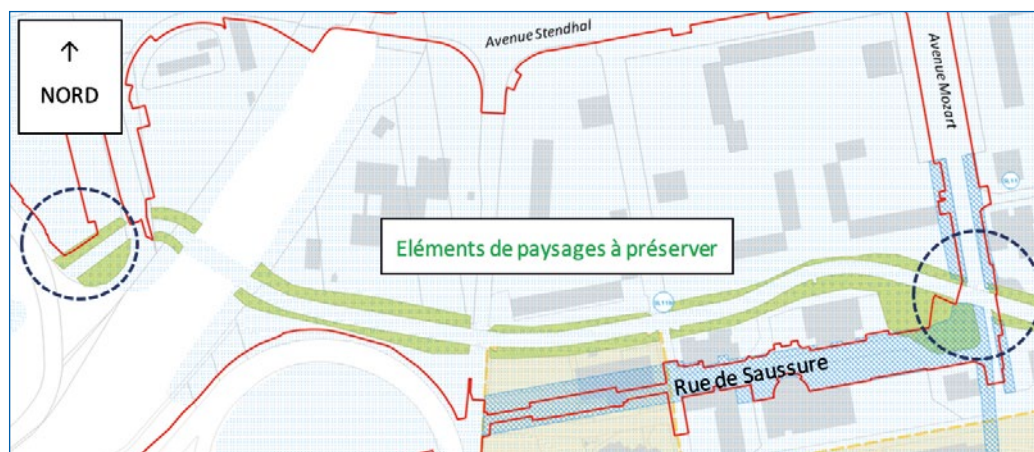 ↑
NORD
Avenue Stendhal
Avenue Mozart
Eléments de paysages à préserver
Rue de Saussure